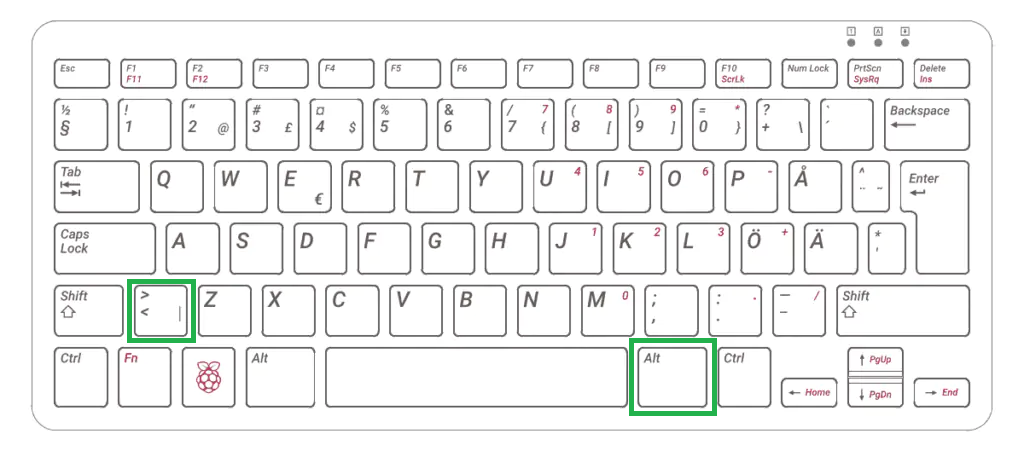 1 A
Esc F1 F2 F3 F4 F5 F6 F7 F8 F9 F10 Num Lock PrtScn Delete
F11 F12 ScrLk SysRq Ins
½ ! " # ¤ % & / 7 ( 8 ) 9 = * ? ` Backspace
§ 1 2 @ 3 £ 4 $ 5 6 7 { 8 [ 9 ] 0 } + \ ´
Tab Q W E R T Y U 4 I 5 O 6 P - Å ^ Enter
€ ¨ ~
Caps A S D F G H J 1 K 2 L 3 Ö + Ä *
Lock '
Shift > Z X C V B N M 0 ; : . — / Shift
< | , . –
Ctrl Fn Alt Alt Ctrl ↑ PgUp
← Home ↓ PgDn → End